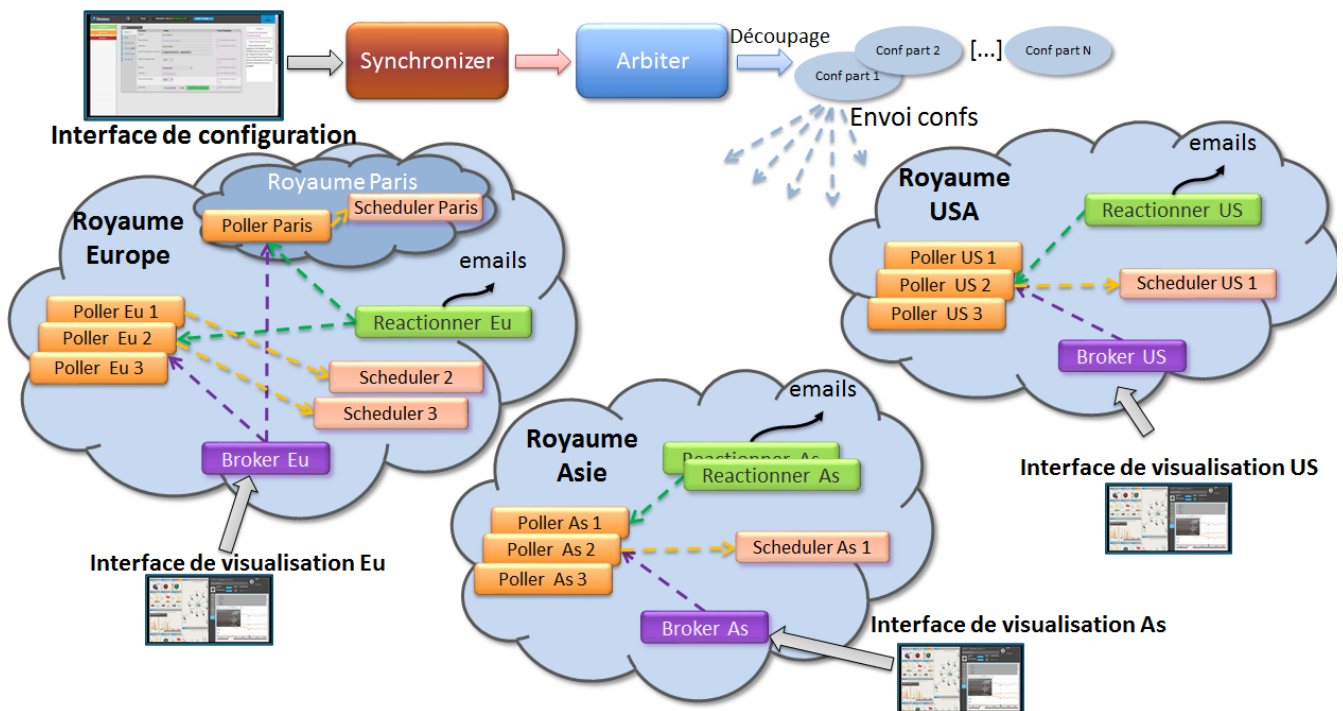 Interface de configuration
Synchronizer
Arbiter
Découpage
Conf part 1
Conf part 2
[...]
Conf part N
Envoi confs
Royaume Paris
Poller Paris
Scheduler Paris
Royaume
Europe
emails
Poller Eu 1
Poller Eu 2
Poller Eu 3
Reactionner Eu
Scheduler 2
Scheduler 3
Broker Eu
Interface de visualisation Eu
Royaume
Asie
emails
Reactionner As
Reactionner As
Poller As 1
Poller As 2
Poller As 3
Scheduler As 1
Broker As
Interface de visualisation As
Royaume
USA
emails
Reactionner US
Poller US 1
Poller US 2
Poller US 3
Scheduler US 1
Broker US
Interface de visualisation US